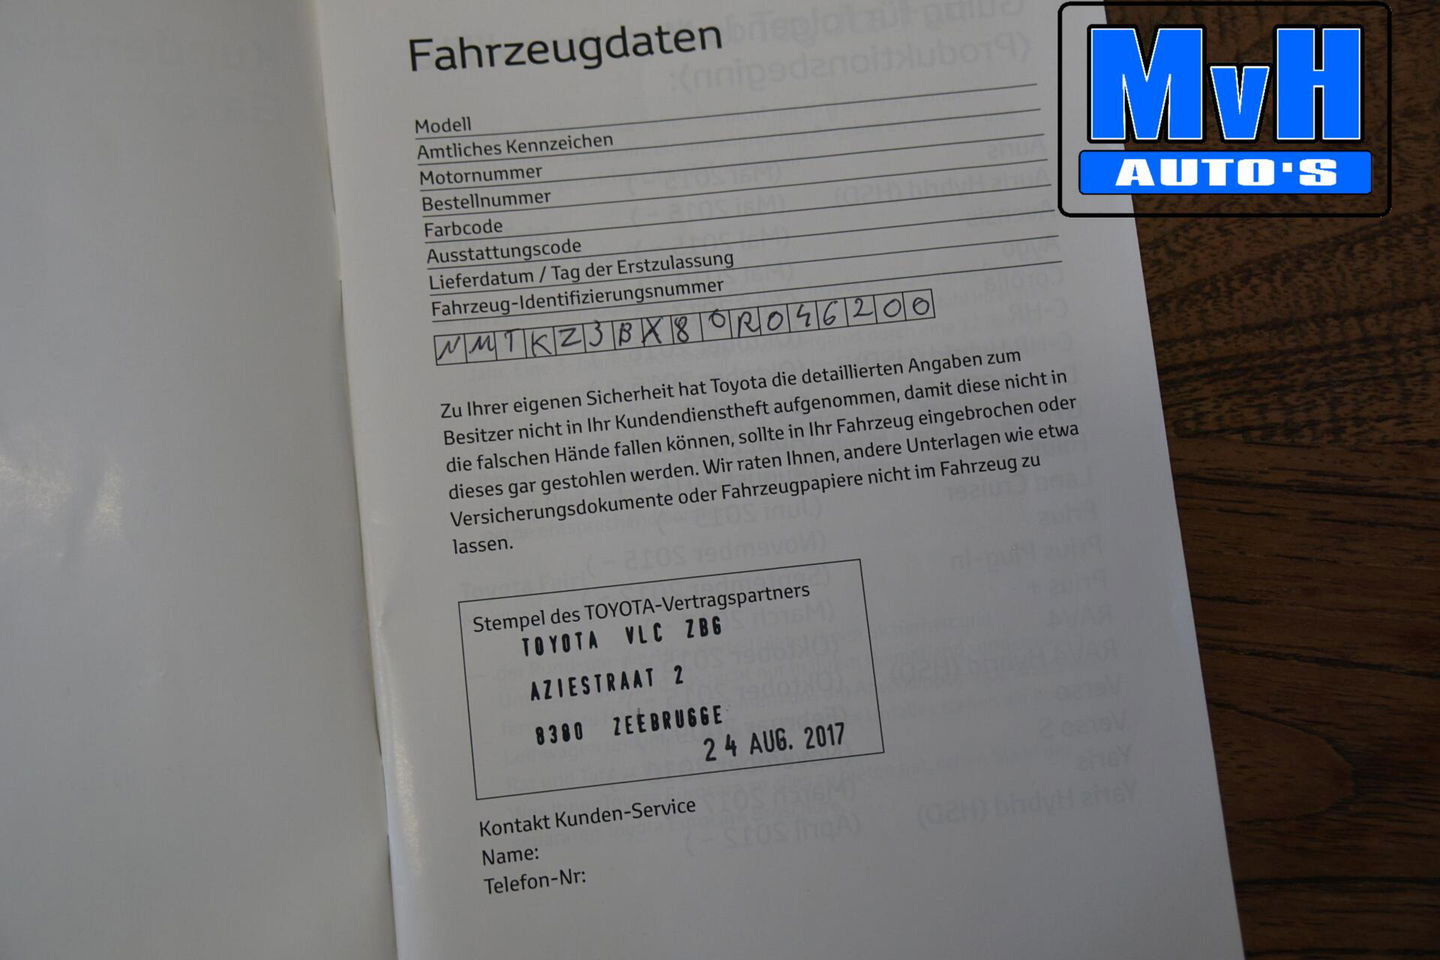 Fahrzeugdaten
Modell
Amtliches Kennzeichen
Motornummer
Bestellnummer
Farbcode
Ausstattungscode
Lieferdatum / Tag der Erstzulassung
Fahrzeug-Identifizierungsnummer
NMTKZ3BX80R046200
Zu Ihrer eigenen Sicherheit hat Toyota die detaillierten Angaben zum
Besitzer nicht in Ihr Kundendienstheft aufgenommen, damit diese nicht in
die falschen Hände fallen können, sollte in Ihr Fahrzeug eingebrochen oder
dieses gar gestohlen werden. Wir raten Ihnen, andere Unterlagen wie etwa
Versicherungsdokumente oder Fahrzeugpapiere nicht im Fahrzeug zu
lassen.
Stempel des TOYOTA-Vertragspartners
TOYOTA VLC ZBG
AZIESTRAAT 2
8380 ZEEBRUGGE
24 AUG. 2017
Kontakt Kunden-Service
Name:
Telefon-Nr:
MvH
AUTO'S